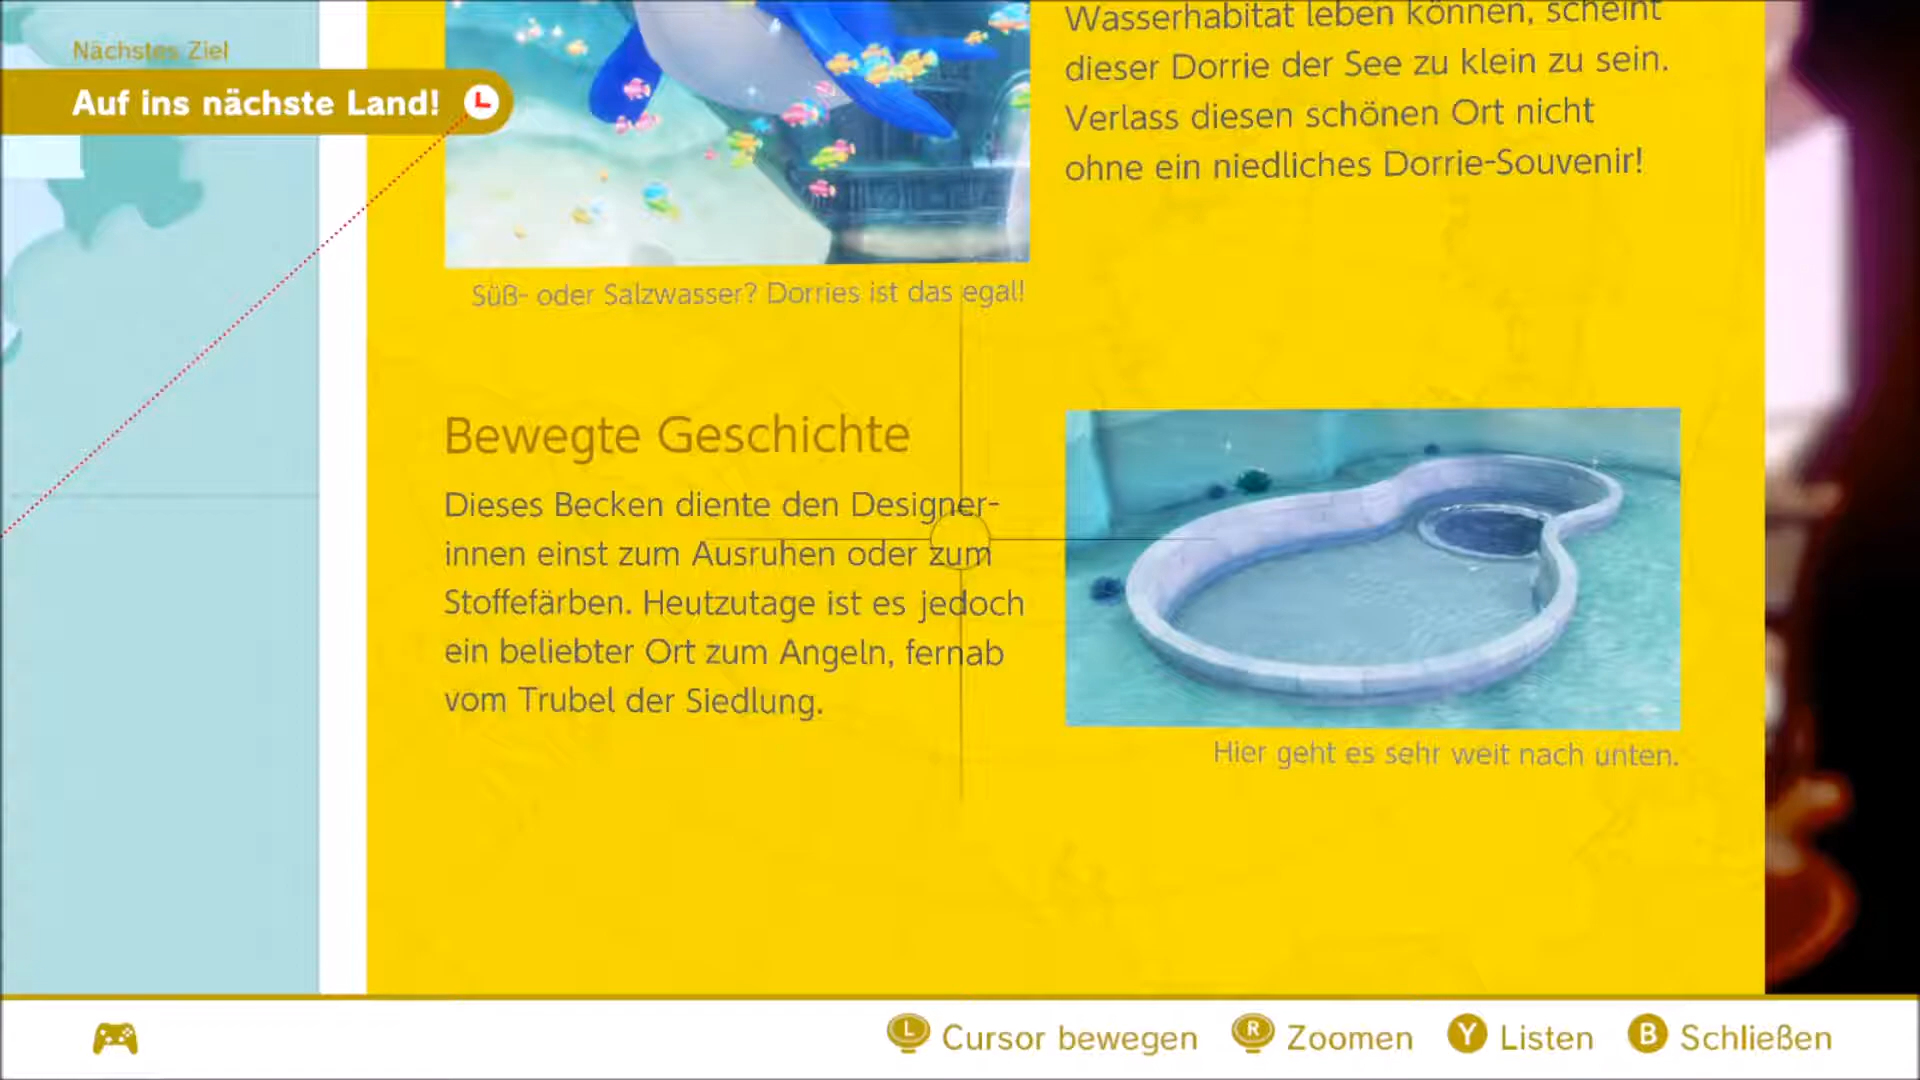 Nächstes Ziel
Auf ins nächste Land!
Wasserhabitat leben können, scheint
dieser Dorrie der See zu klein zu sein.
Verlass diesen schönen Ort nicht
ohne ein niedliches Dorrie-Souvenir!
Süß- oder Salzwasser? Dorries ist das egal!
Bewegte Geschichte
Dieses Becken diente den Designer-
innen einst zum Ausruhen oder zum
Stoffefärben. Heutzutage ist es jedoch
ein beliebter Ort zum Angeln, fernab
vom Trubel der Siedlung.
Hier geht es sehr weit nach unten.
L Cursor bewegen R Zoomen Y Listen B Schließen